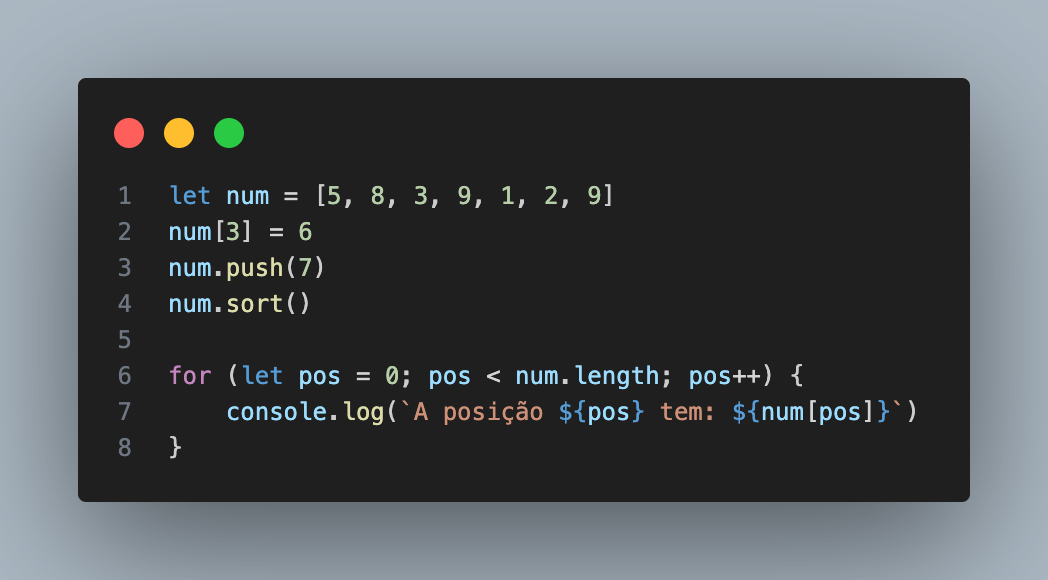 1 let num = [5, 8, 3, 9, 1, 2, 9]
2 num[3] = 6
3 num.push(7)
4 num.sort()
5
6 for (let pos = 0; pos < num.length; pos++) {
7     console.log(`A posição ${pos} tem: ${num[pos]}`)
8 }